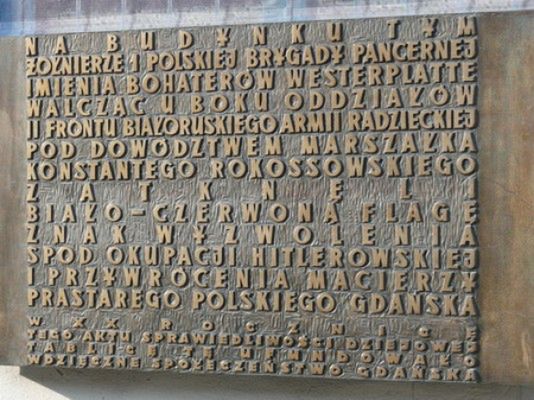 NA BUDYNKU TYM
ŻOŁNIERZE 1 POLSKIEJ BRYGADY PANCERNEJ
IMIENIA BOHATERÓW WESTERPLATTE
WALCZĄC U BOKU ODDZIAŁÓW
II FRONTU BIAŁORUSKIEGO ARMII RADZIECKIEJ
POD DOWÓDZTWEM MARSZAŁKA
KONSTANTEGO ROKOSSOWSKIEGO
ZATKNĘLI
BIAŁO-CZERWONĄ FLAGĘ
ZNAK WYZWOLENIA
SPOD OKUPACJI HITLEROWSKIEJ
I PRZYWRÓCENIA MACIERZY
PRASTAREGO POLSKIEGO GDAŃSKA
W XX ROCZNICĘ
TEGO AKTU SPRAWIEDLIWOŚCI DZIEJOWEJ
TABLICĘ TĘ UFUNDOWAŁO
WDZIĘCZNE SPOŁECZEŃSTWO GDAŃSKA